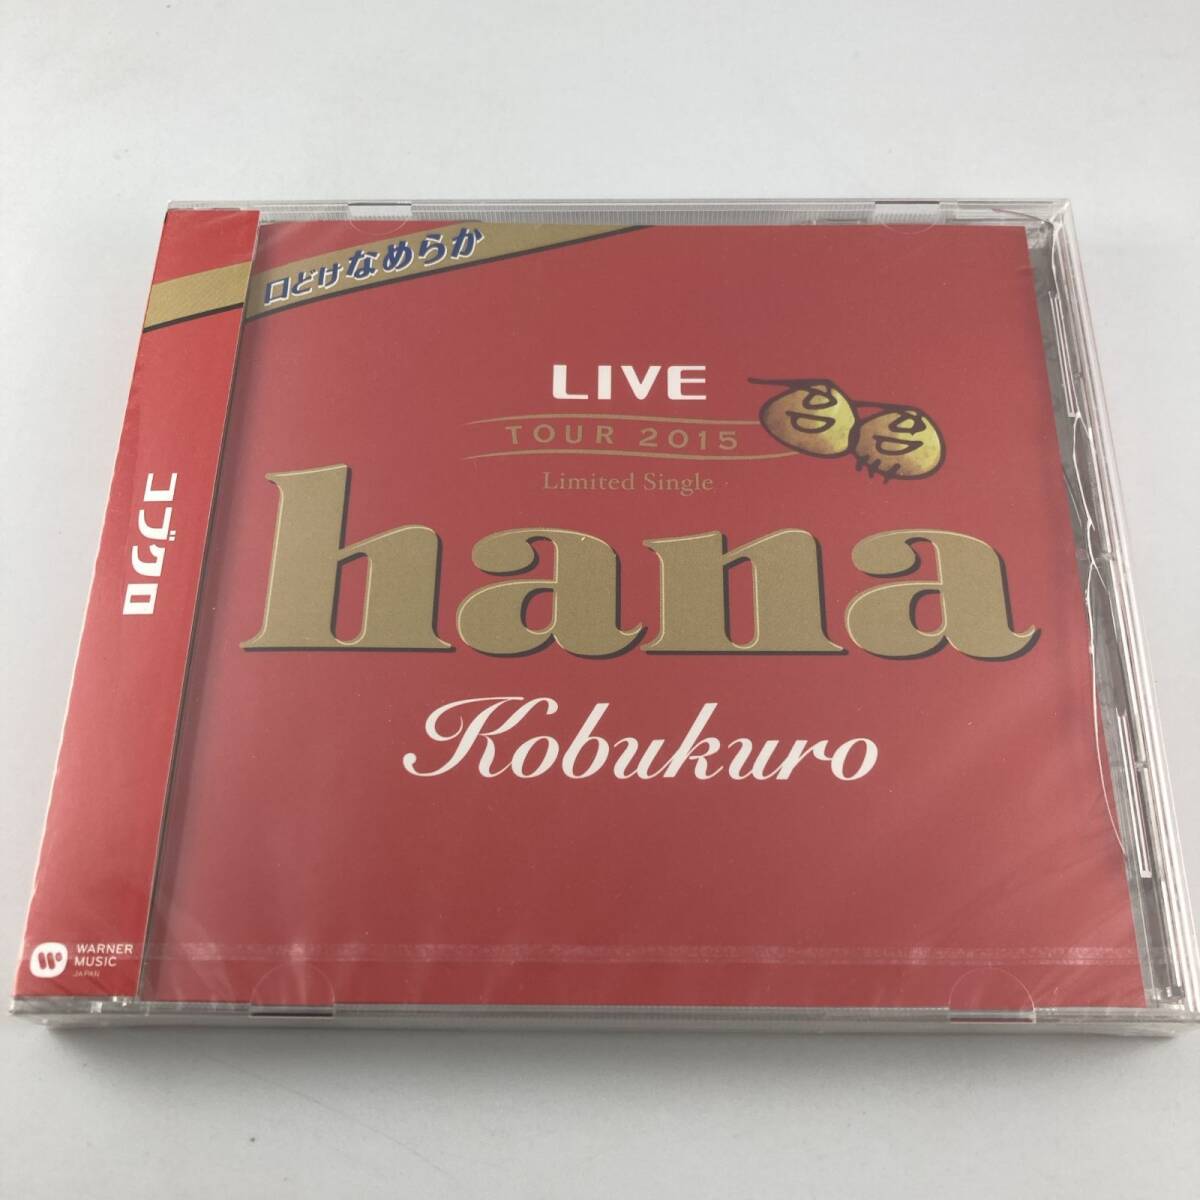 口どけなめらか
LIVE
TOUR 2015
Limited Single
hana
Kobukuro
コブクロ
WARNER
MUSIC
JAPAN